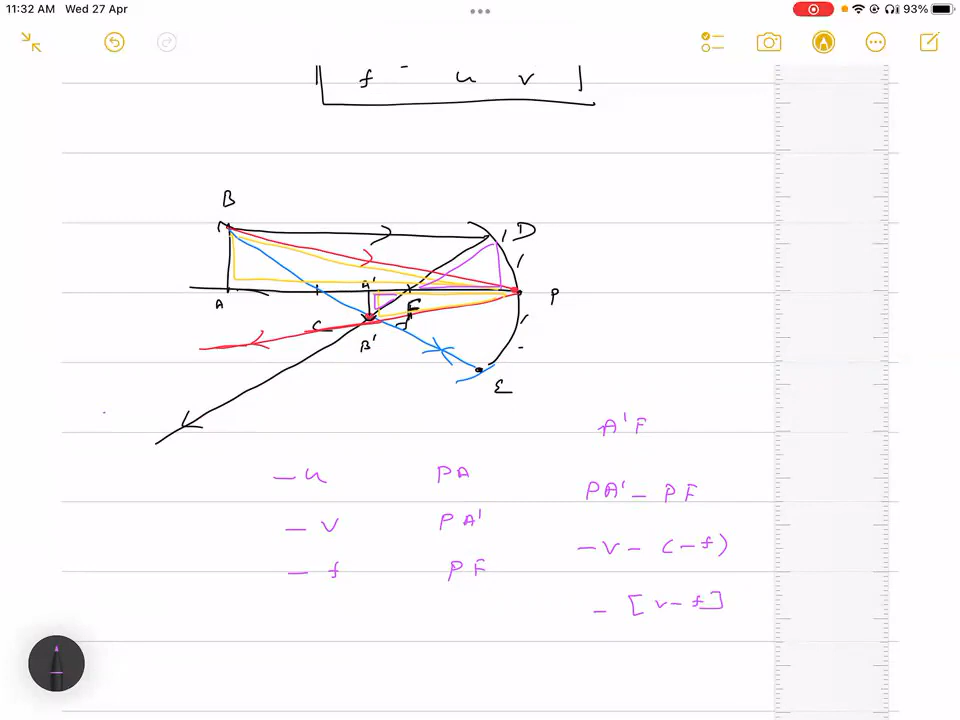 11:32 AM Wed 27 Apr
93%
f = u v
B
D
A
A'
F
P
C
B'
E
A'F
- u PA
PA' - PF
- v PA'
- v - (- f)
- f PF
- [v - f]